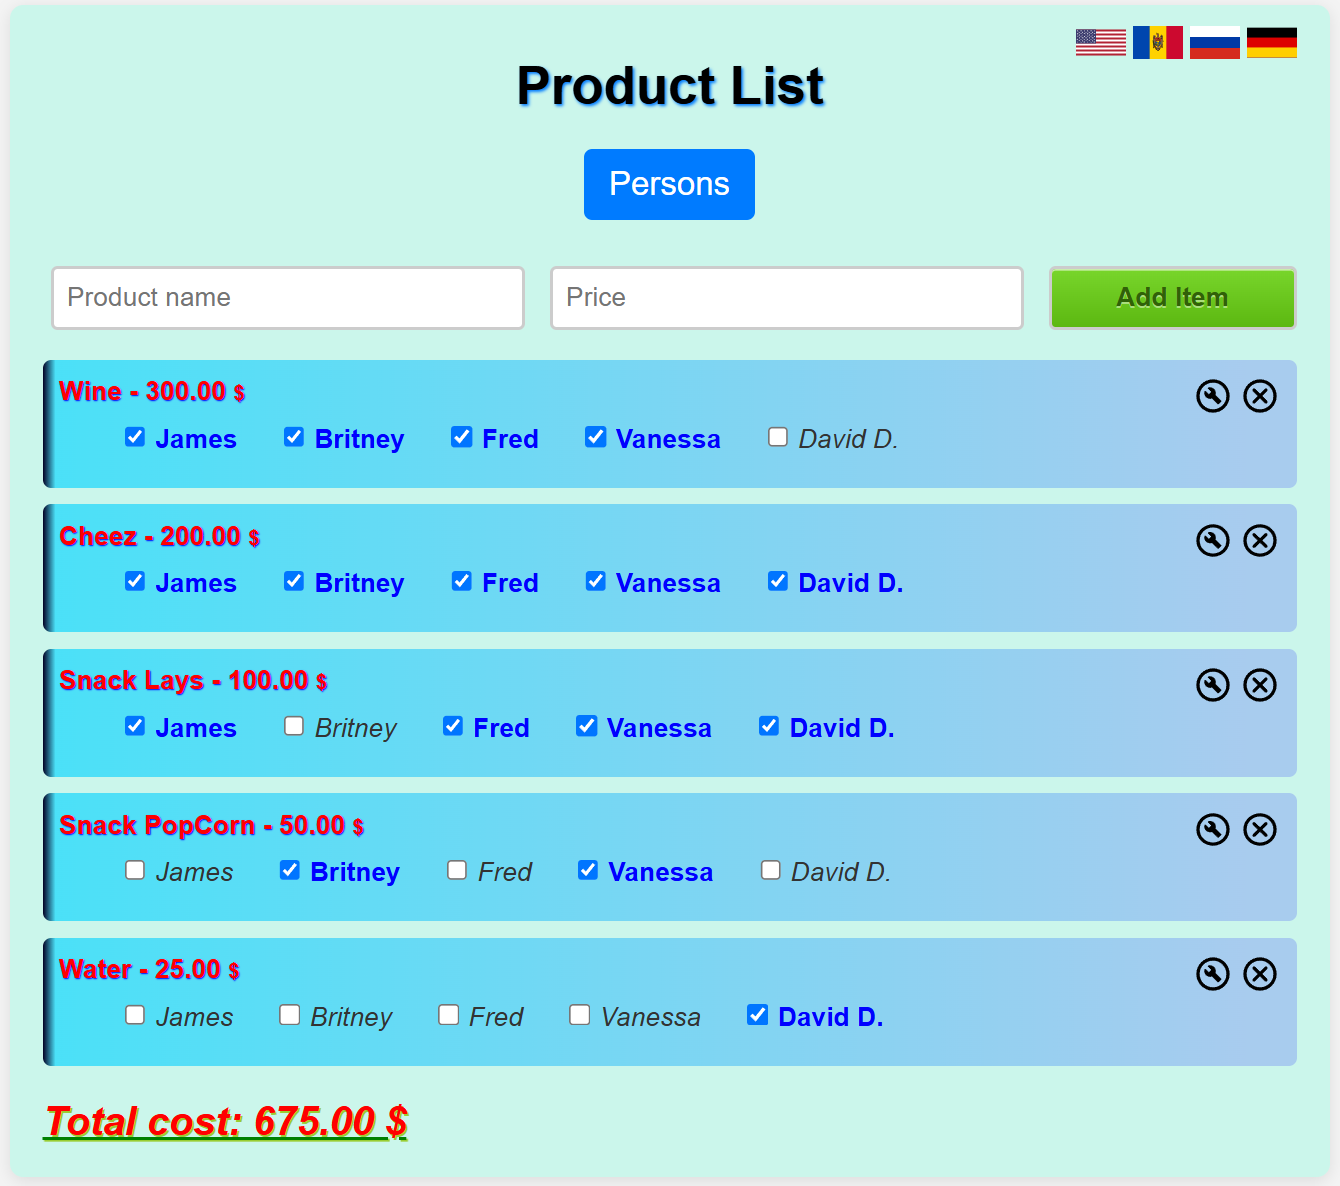 Product List
Persons
Product name Price Add Item
Wine - 300.00 $
James Britney Fred Vanessa David D.
Cheez - 200.00 $
James Britney Fred Vanessa David D.
Snack Lays - 100.00 $
James Britney Fred Vanessa David D.
Snack PopCorn - 50.00 $
James Britney Fred Vanessa David D.
Water - 25.00 $
James Britney Fred Vanessa David D.
Total cost: 675.00 $